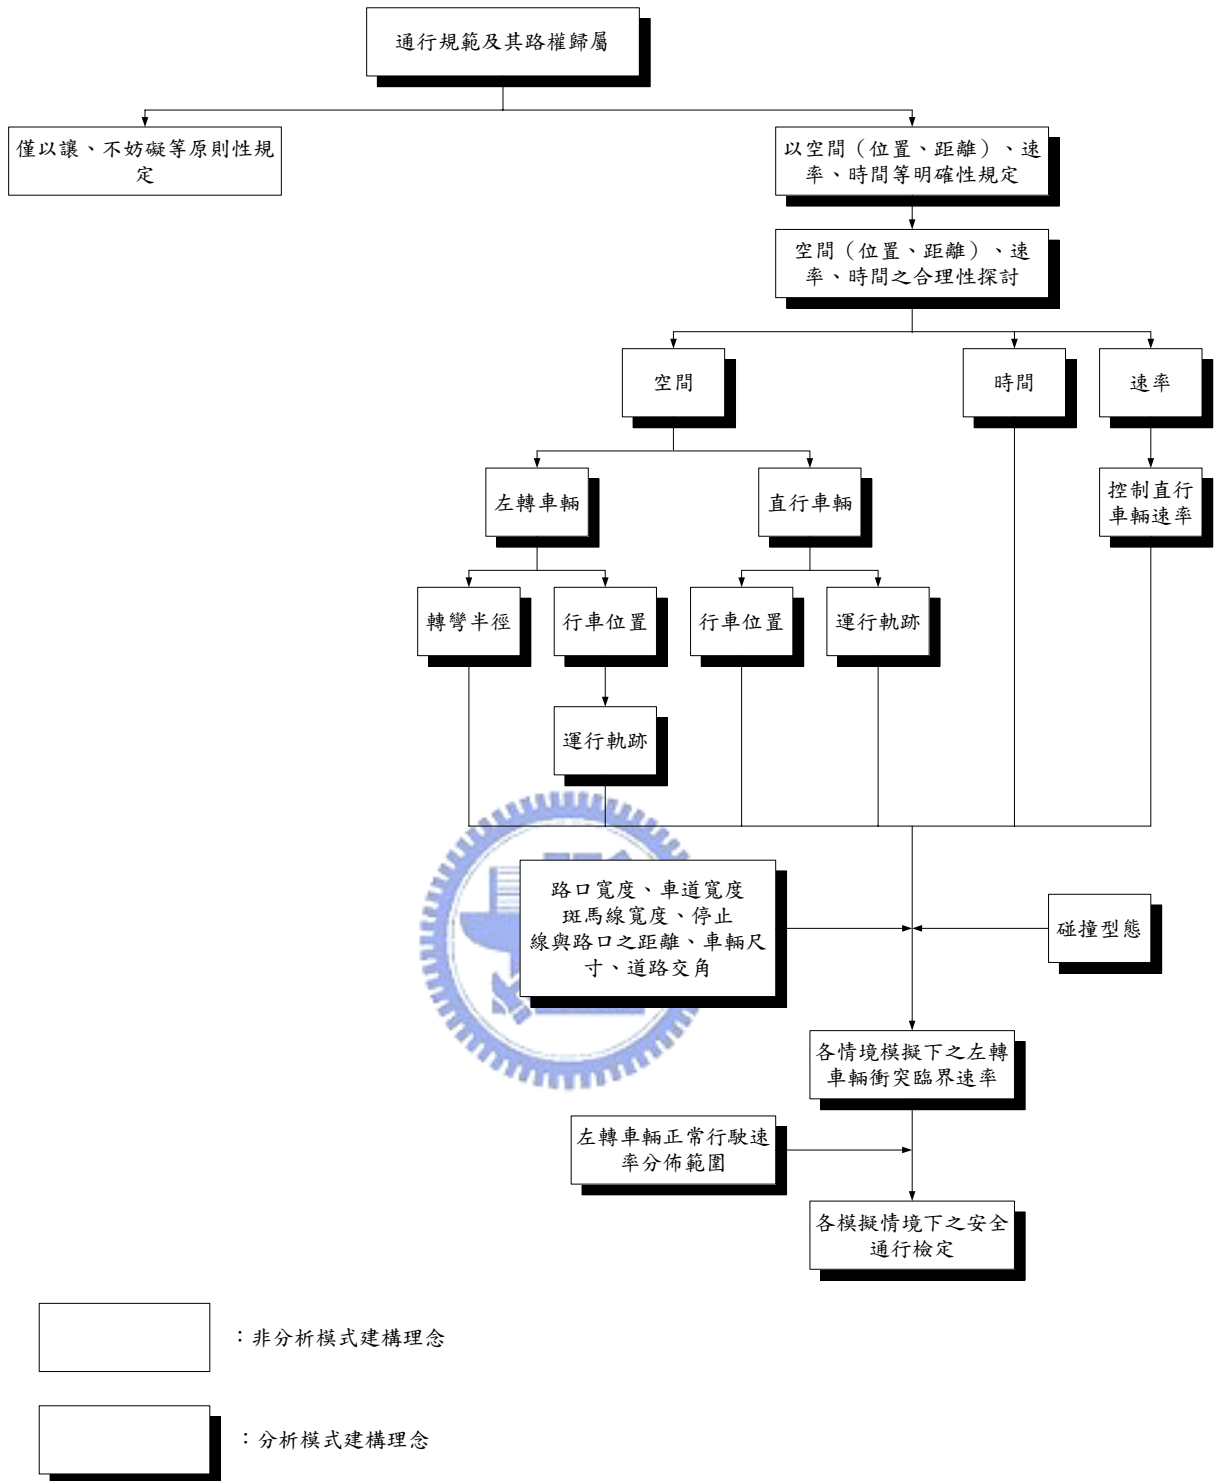 通行規範及其路權歸屬
僅以讓、不妨礙等原則性規
定
以空間（位置、距離）、速
率、時間等明確性規定
空間（位置、距離）、速
率、時間之合理性探討
空間
時間
速率
左轉車輛
直行車輛
控制直行
車輛速率
轉彎半徑
行車位置
行車位置
運行軌跡
運行軌跡
路口寬度、車道寬度
斑馬線寬度、停止
線與路口之距離、車輛尺
寸、道路交角
碰撞型態
各情境模擬下之左轉
車輛衝突臨界速率
左轉車輛正常行駛速
率分佈範圍
各模擬情境下之安全
通行檢定
：非分析模式建構理念
：分析模式建構理念